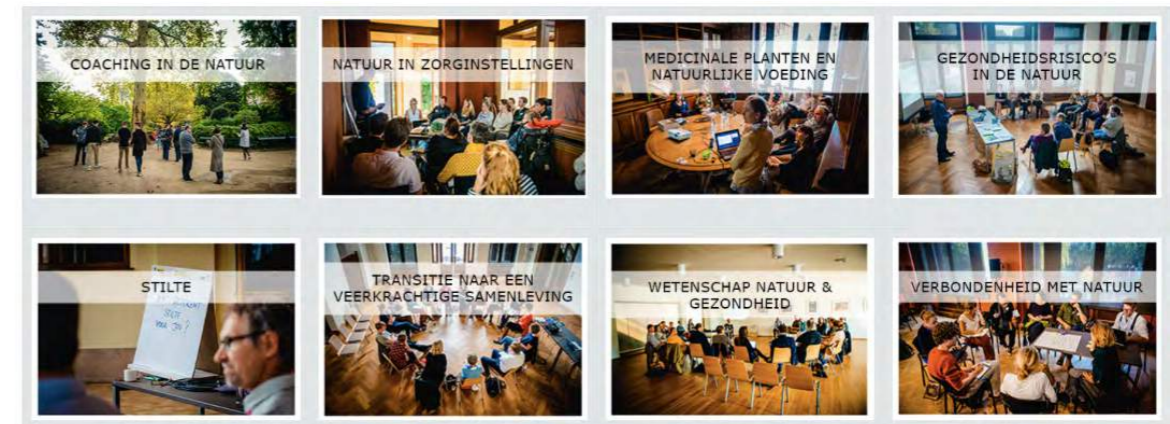 COACHING IN DE NATUUR
NATUUR IN ZORGINSTELLINGEN
MEDICINALE PLANTEN EN
NATUURLIJKE VOEDING
GEZONDHEIDSRISICO'S
IN DE NATUUR
STILTE
TRANSITIE NAAR EEN
VEERKRACHTIGE SAMENLEVING
WETENSCHAP NATUUR &
GEZONDHEID
VERBONDENHEID MET NATUUR